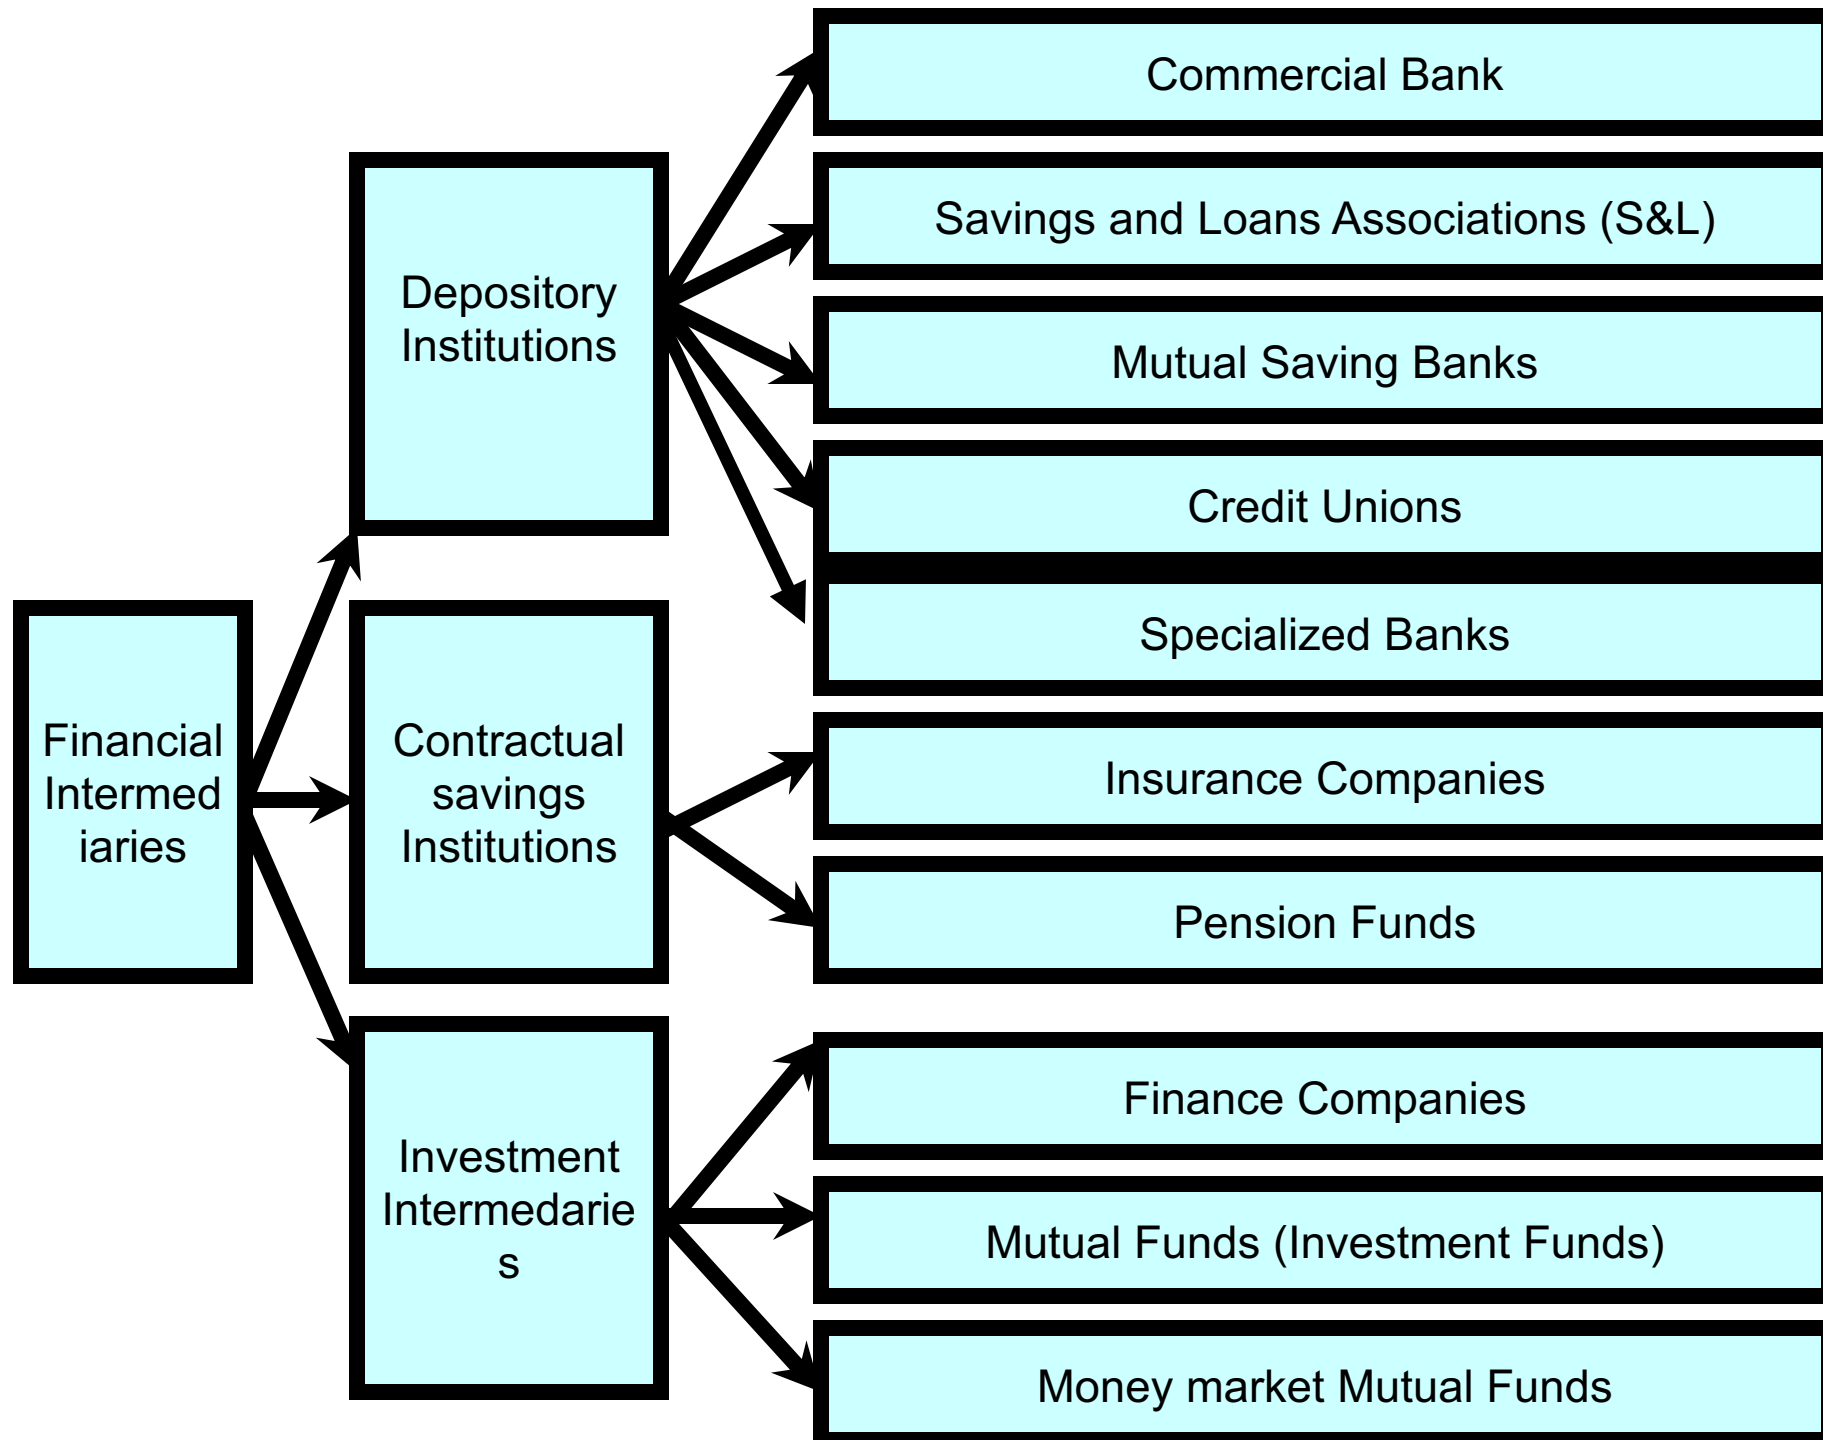 Financial
Intermed
iaries
Depository
Institutions
Commercial Bank
Savings and Loans Associations (S&L)
Mutual Saving Banks
Credit Unions
Specialized Banks
Contractual
savings
Institutions
Insurance Companies
Pension Funds
Investment
Intermedarie
s
Finance Companies
Mutual Funds (Investment Funds)
Money market Mutual Funds